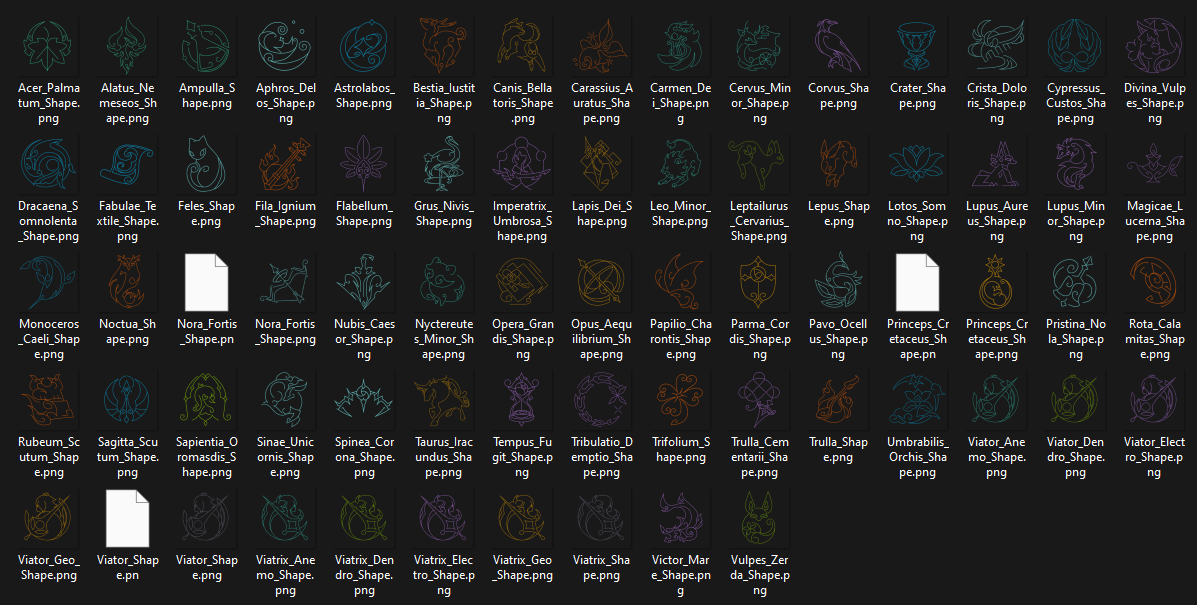 Acer_Palma Alatus_Ne Ampulla_S Aphros_Del Astrolabos_ Bestia_Iustit Canis_Bella Carassius_A Carmen_De Cervus_Min Corvus_Sha Crater_Sha Crista_Dolo Cypressus_ Divina_Vulp
tum_Shape. meseos_Sh hape.png os_Shape.p Shape.png ia_Shape.pn toris_Shape uratus_Sha i_Shape.pn or_Shape.p pe.png pe.png ris_Shape.p Custos_Sha es_Shape.p
png ape.png ng g .png pe.png g ng ng pe.png ng
Dracaena_S Fabulae_Te Feles_Shap Fila_Ignium Flabellum_ Grus_Nivis_ Imperatrix_ Lapis_Dei_S Leo_Minor_ Leptailurus Lepus_Shap Lotos_Som Lupus_Aure Lupus_Min Magicae_L
omnolenta xtile_Shape. e.png _Shape.png Shape.png Shape.png Umbrosa_S hape.png Shape.png _Cervarius_ e.png no_Shape.p us_Shape.p or_Shape.p ucerna_Sha
_Shape.png png hape.png Shape.png ng ng ng pe.png
Monoceros Noctua_Sh Nora_Fortis Nora_Fortis Nubis_Caes Nyctereute Opera_Gran Opus_Aequ Papilio_Cha Parma_Cor Pavo_Ocell Princeps_Cr Princeps_Cr Pristina_No Rota_Cala
_Caeli_Shap ape.png _Shape.pn _Shape.png or_Shape.p s_Minor_Sh dis_Shape.p ilibrium_Sh rontis_Shap dis_Shape.p us_Shape.p etaceus_Sh etaceus_Sh la_Shape.p mitas_Shap
e.png ng ape.png ng ape.png e.png ng ng ape.pn ape.png ng e.png
Rubeum_Sc Sagitta_Scu Sapientia_O Sinae_Unic Spinea_Cor Taurus_Irac Tempus_Fu Tribulatio_D Trifolium_S Trulla_Cem Trulla_Shap Umbrabilis_ Viator_Ane Viator_Den Viator_Elect
utum_Shap tum_Shape. romasdis_S ornis_Shap ona_Shape. undus_Sha git_Shape.p emptio_Sha hape.png entarii_Sha e.png Orchis_Sha mo_Shape. dro_Shape. ro_Shape.p
e.png png hape.png e.png png pe.png ng pe.png pe.png pe.png png png ng
Viator_Geo_ Viator_Shap Viator_Shap Viatrix_Ane Viatrix_Den Viatrix_Elec Viatrix_Geo Viatrix_Sha Victor_Mar Vulpes_Zer
Shape.png e.pn e.png mo_Shape. dro_Shape. tro_Shape.p _Shape.png pe.png e_Shape.pn da_Shape.p
png png ng g ng